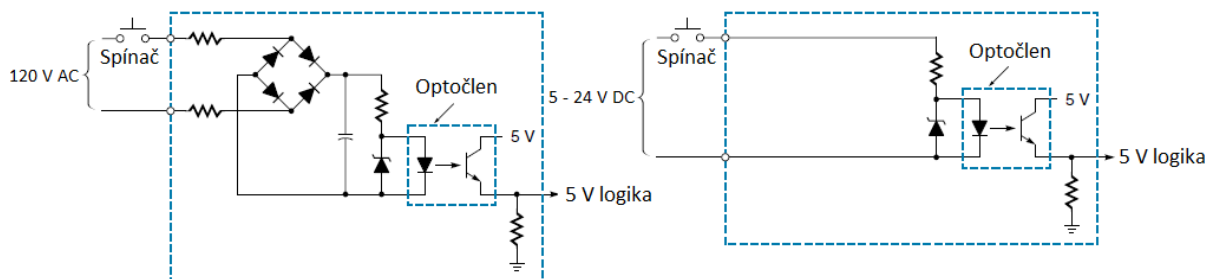 Spínač
120 V AC
Optočlen
5 V
5 V logika
Spínač
5 - 24 V DC
Optočlen
5 V
5 V logika